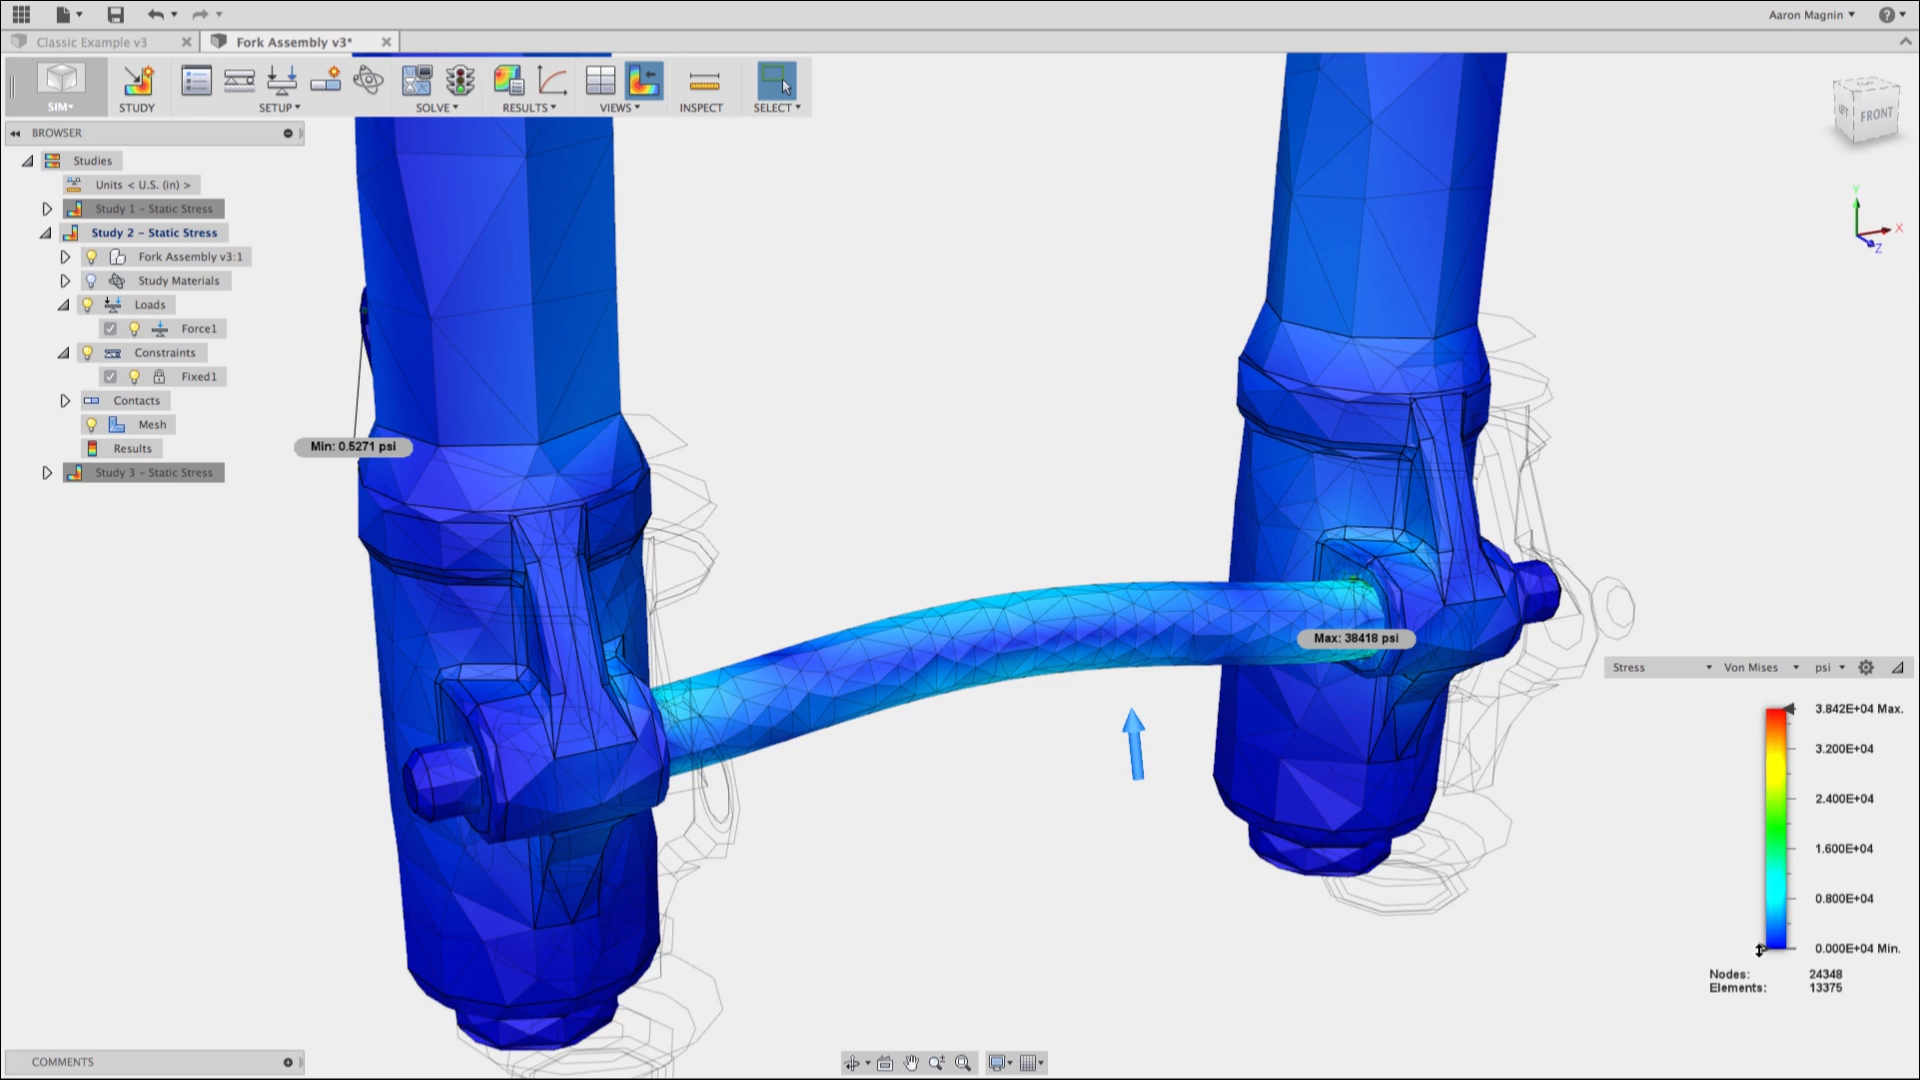 Aaron Magnin
?
Classic Example v3
Fork Assembly v3*
SIM
STUDY
SETUP
SOLVE
RESULTS
VIEWS
INSPECT
SELECT
BROWSER
Studies
Units < U.S. (in) >
Study 1 – Static Stress
Study 2 – Static Stress
Fork Assembly v3:1
Study Materials
Loads
Force1
Constraints
Fixed1
Contacts
Mesh
Results
Study 3 – Static Stress
Min: 0.5271 psi
Max: 38418 psi
FRONT
Y
X
Z
Stress
Von Mises
psi
3.842E+04 Max.
3.200E+04
2.400E+04
1.600E+04
0.800E+04
0.000E+04 Min.
Nodes: 24348
Elements: 13375
COMMENTS